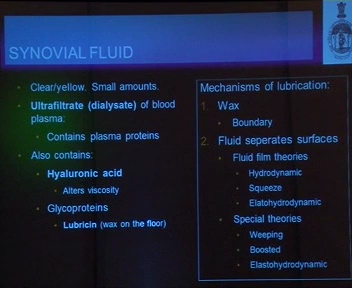 SYNOVIAL FLUID
Clear/yellow. Small amounts.
Ultrafiltrate (dialysate) of blood
plasma:
Contains plasma proteins
Also contains:
Hyaluronic acid
Alters viscosity
Glycoproteins
Lubricin (wax on the floor)
Mechanisms of lubrication:
1. Wax
Boundary
2. Fluid seperates surfaces
Fluid film theories
Hydrodynamic
Squeeze
Elatohydrodynamic
Special theories
Weeping
Boosted
Elastohydrodynamic